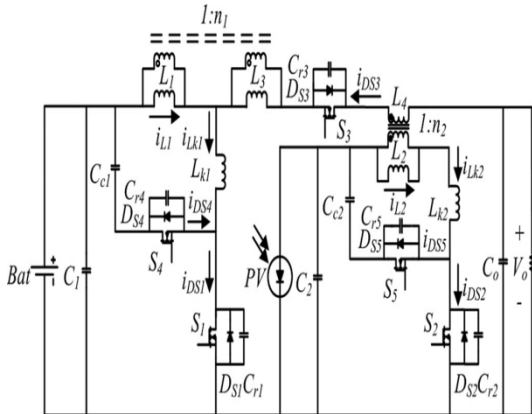 1:n1
L1
L3
Cr3
DS3
iDS3
S3
L4
1:n2
L2
iL1
iLk1
Lk1
Cc1
Cr4
DS4
iDS4
S4
iDS1
Bat
+
C1
S1
DS1Cr1
PV
C2
Cc2
iL2
Cr5
DS5
iDS5
S5
iLk2
Lk2
iDS2
S2
DS2Cr2
Co
+
Vo
-